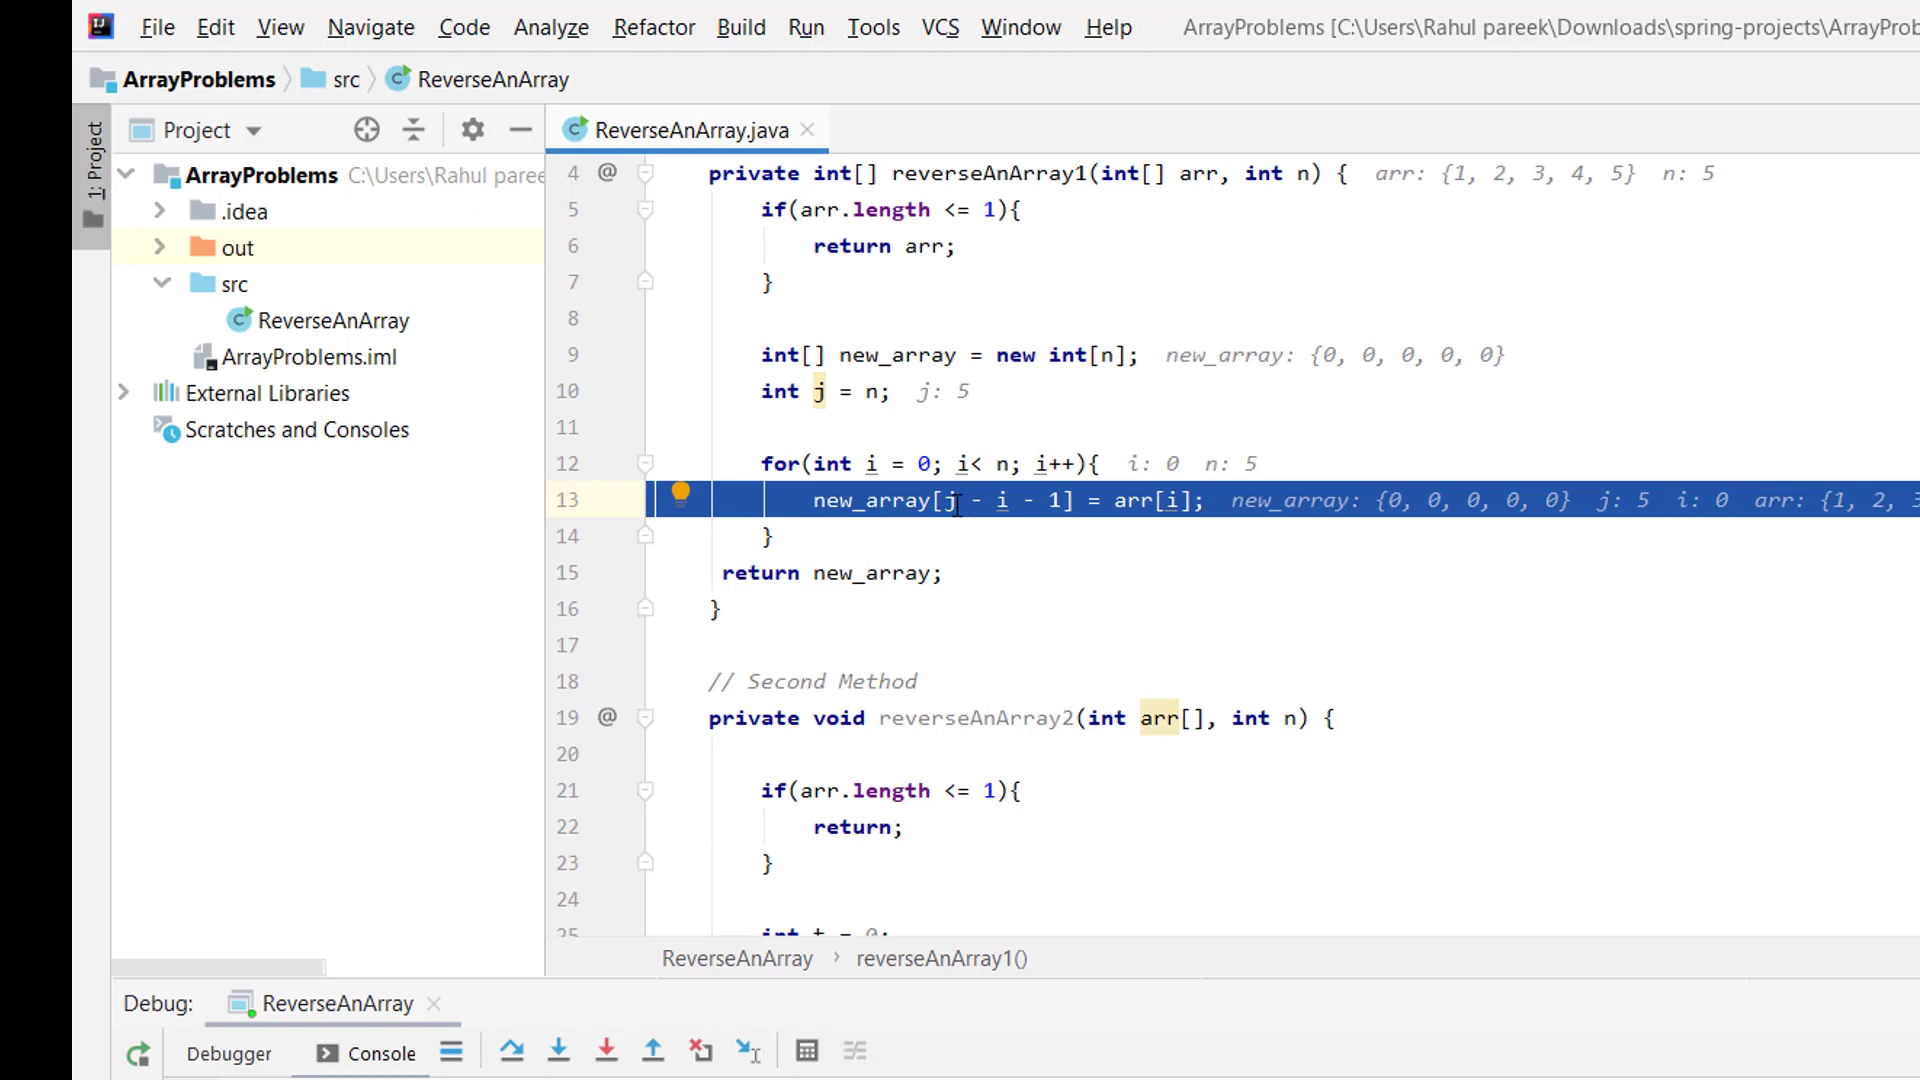 File Edit View Navigate Code Analyze Refactor Build Run Tools VCS Window Help ArrayProblems [C:\Users\Rahul pareek\Downloads\spring-projects\ArrayProb
ArrayProblems src ReverseAnArray
1: Project
Project
ReverseAnArray.java
ArrayProblems C:\Users\Rahul paree
.idea
out
src
ReverseAnArray
ArrayProblems.iml
External Libraries
Scratches and Consoles
4 @ private int[] reverseAnArray1(int[] arr, int n) { arr: {1, 2, 3, 4, 5} n: 5
5 if(arr.length <= 1){
6 return arr;
7 }
8
9 int[] new_array = new int[n]; new_array: {0, 0, 0, 0, 0}
10 int j = n; j: 5
11
12 for(int i = 0; i< n; i++){ i: 0 n: 5
13 new_array[j - i - 1] = arr[i]; new_array: {0, 0, 0, 0, 0} j: 5 i: 0 arr: {1, 2, 3
14 }
15 return new_array;
16 }
17
18 // Second Method
19 @ private void reverseAnArray2(int arr[], int n) {
20
21 if(arr.length <= 1){
22 return;
23 }
24
25 int t = 0;
ReverseAnArray › reverseAnArray1()
Debug: ReverseAnArray
Debugger Console